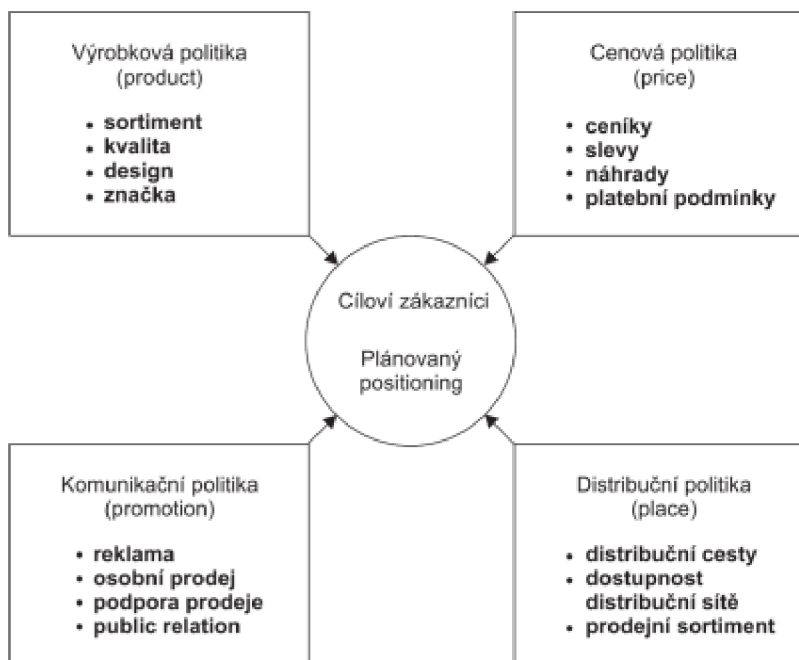 Výrobková politika
(product)
• sortiment
• kvalita
• design
• značka
Cenová politika
(price)
• ceníky
• slevy
• náhrady
• platební podmínky
Cíloví zákazníci
Plánovaný
positioning
Komunikační politika
(promotion)
• reklama
• osobní prodej
• podpora prodeje
• public relation
Distribuční politika
(place)
• distribuční cesty
• dostupnost
distribuční sítě
• prodejní sortiment